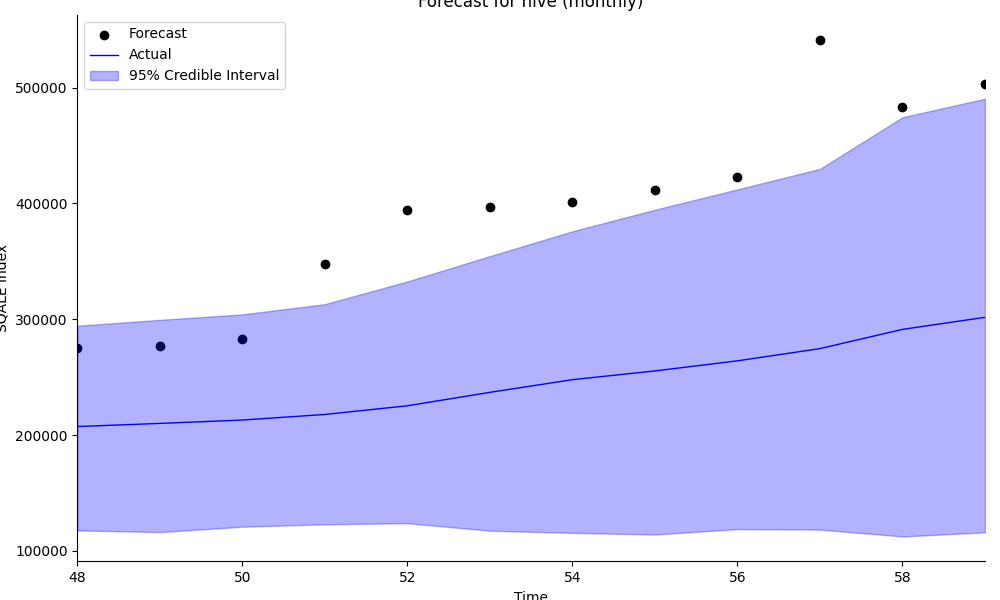 Forecast for hive (monthly)
Forecast
Actual
95% Credible Interval
500000
400000
300000
200000
100000
SQALE Index
48
50
52
54
56
58
Time